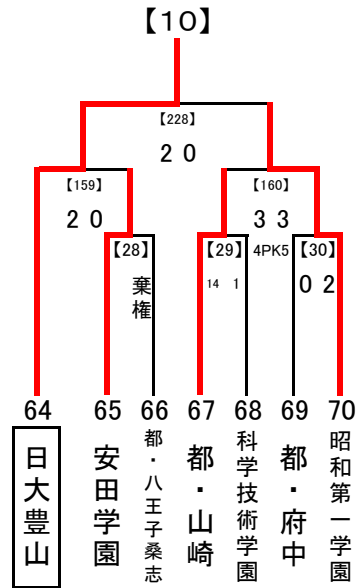 【10】
【228】
2 0
【159】
【160】
2 0
3 3
【28】
【29】
4PK5
【30】
棄権
14 1
0 2
64
65
66
67
68
69
70
日大豊山
安田学園
都・八王子桑志
都・山崎
科学技術学園
都・府中
昭和第一学園